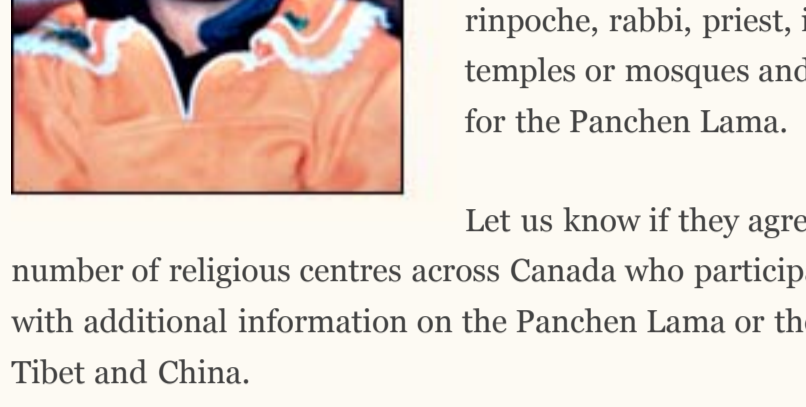 rinpoche, rabbi, priest,
temples or mosques and
for the Panchen Lama.
Let us know if they agre
number of religious centres across Canada who particip
with additional information on the Panchen Lama or the
Tibet and China.